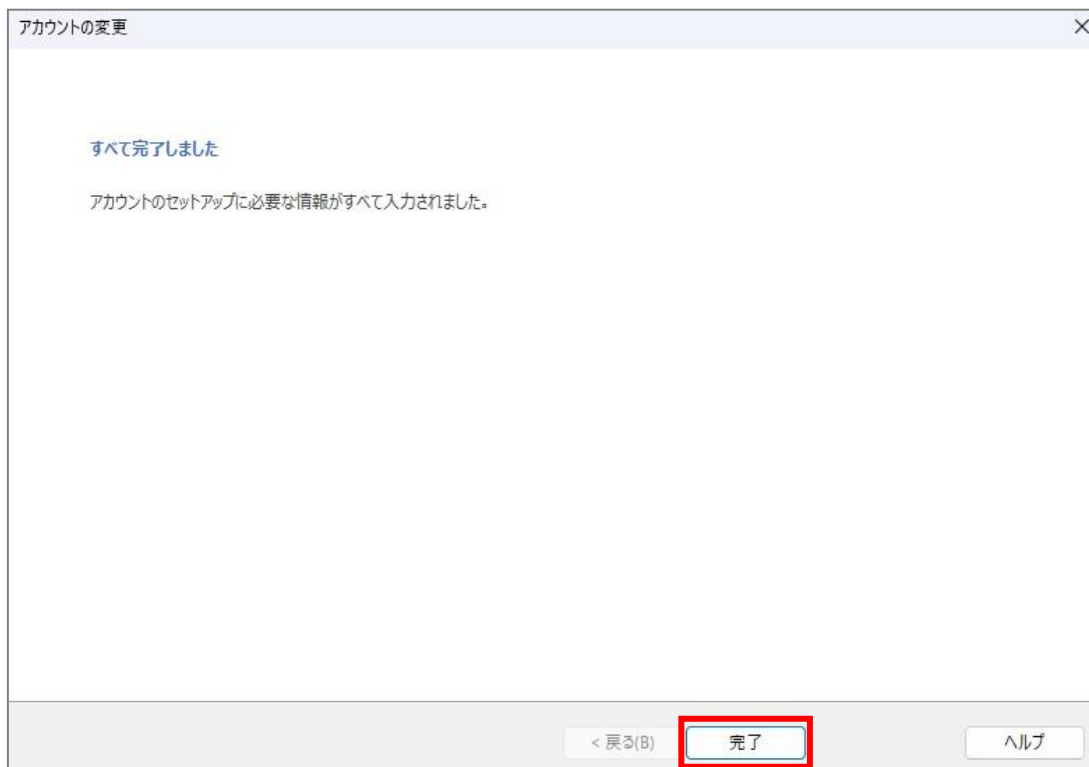 アカウントの変更
すべて完了しました
アカウントのセットアップに必要な情報がすべて入力されました。
< 戻る(B)
完了
ヘルプ